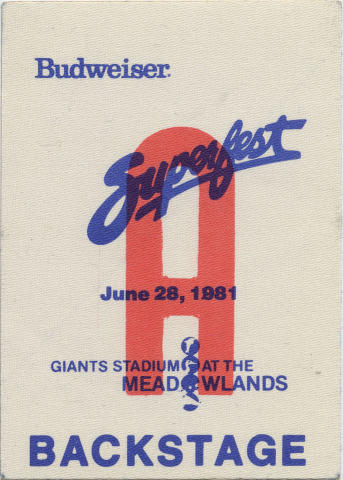 Budweiser
Superfest
A
June 28, 1981
GIANTS STADIUM AT THE
MEADOWLANDS
BACKSTAGE